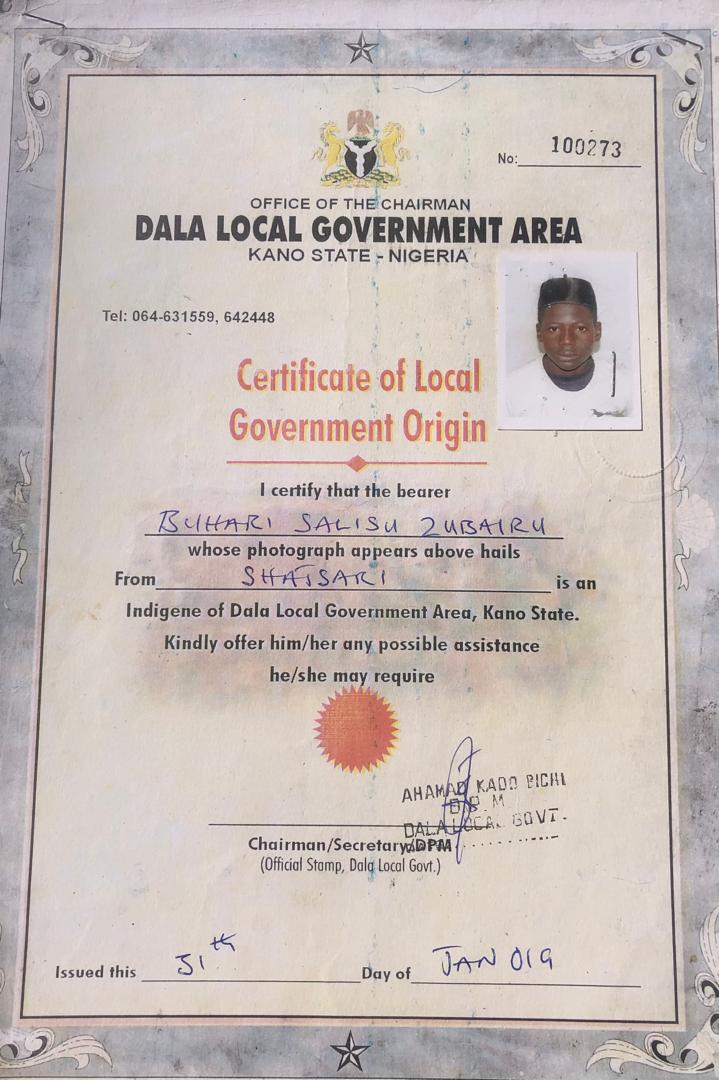 No: 100273
OFFICE OF THE CHAIRMAN
DALA LOCAL GOVERNMENT AREA
KANO STATE - NIGERIA
Tel: 064-631559, 642448
Certificate of Local
Government Origin
I certify that the bearer
BUHARI SALISU ZUBAIRU
whose photograph appears above hails
From SHATSARI is an
Indigene of Dala Local Government Area, Kano State.
Kindly offer him/her any possible assistance
he/she may require
AHAMAD KADO BICHI
D.P.M
DALA LOCAL GOVT.
Chairman/Secretary/DPM
(Official Stamp, Dala Local Govt.)
Issued this 31th Day of JAN 019